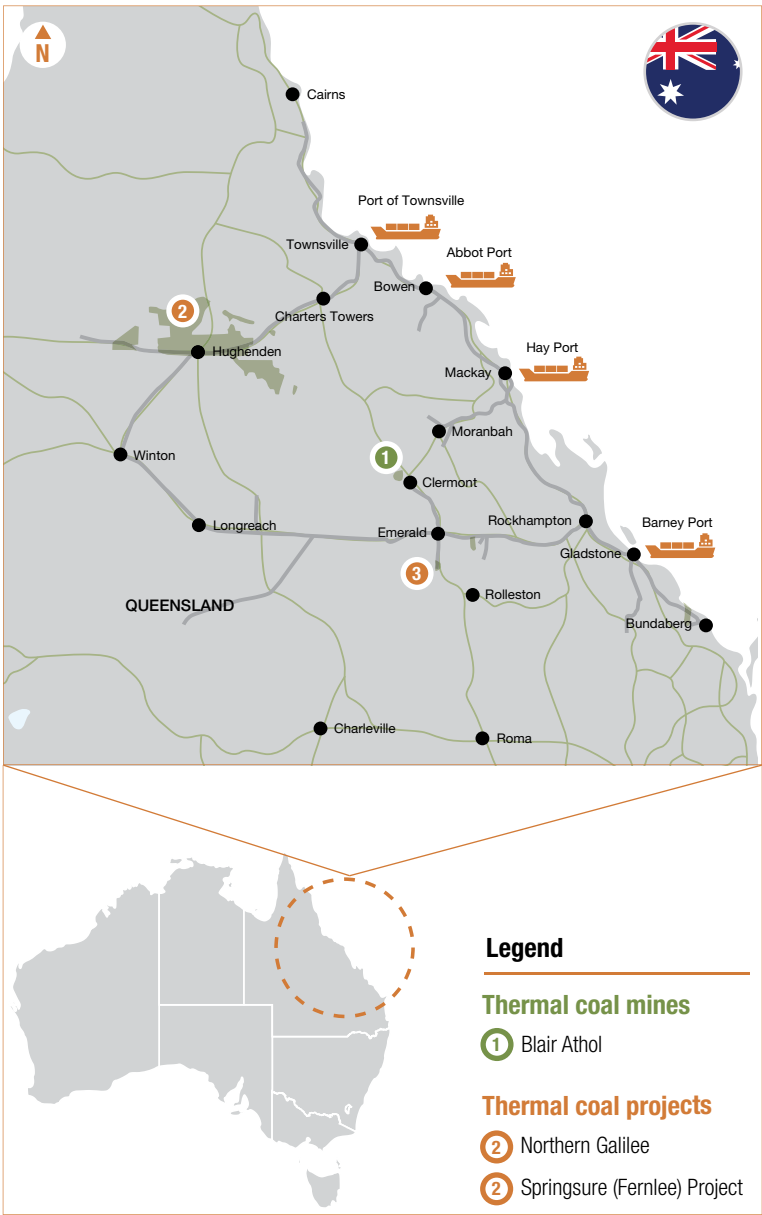 N
Cairns
Port of Townsville
Townsville
Abbot Port
Bowen
2
Charters Towers
Hughenden
Hay Port
Mackay
Moranbah
Winton
1
Clermont
Longreach
Emerald
Rockhampton
Barney Port
Gladstone
3
Rolleston
QUEENSLAND
Bundaberg
Charleville
Roma
Legend
Thermal coal mines
1 Blair Athol
Thermal coal projects
2 Northern Galilee
2 Springsure (Fernlee) Project